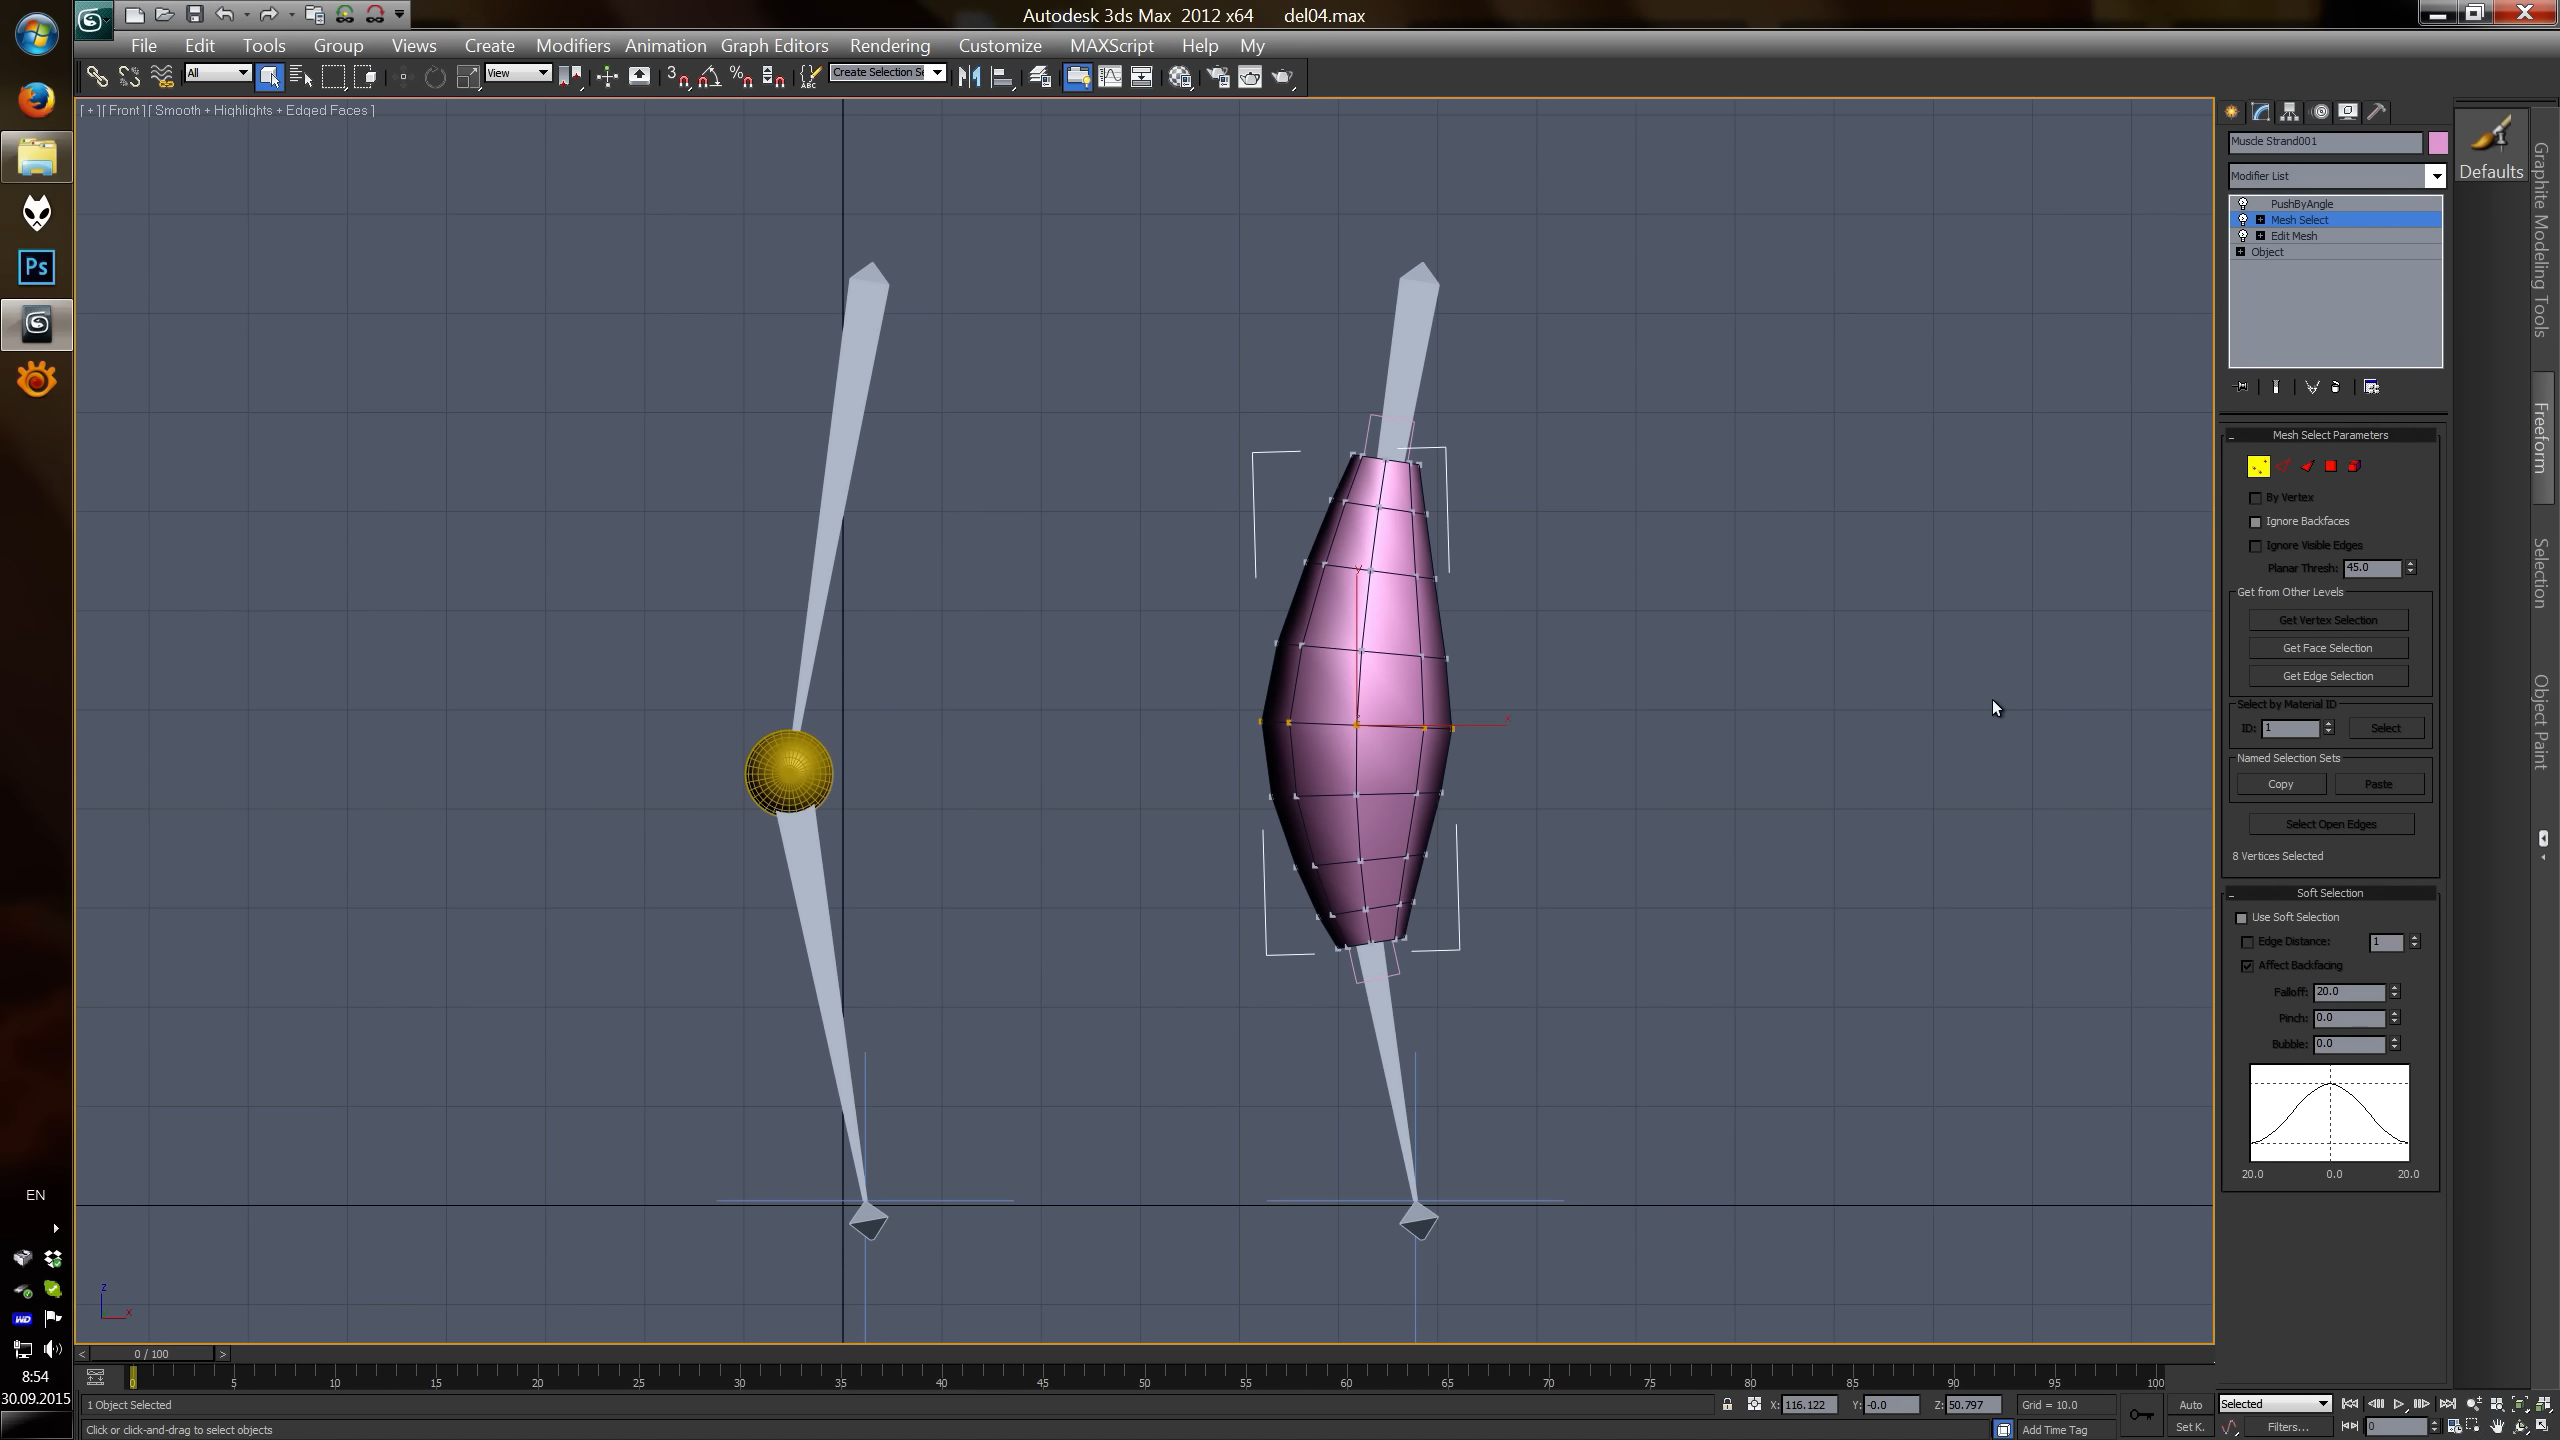 Autodesk 3ds Max 2012 x64 del04.max
File Edit Tools Group Views Create Modifiers Animation Graph Editors Rendering Customize MAXScript Help My
All View Create Selection Se
[ + ][ Front ][ Smooth + Highlights + Edged Faces ]
Muscle Strand001
Modifier List
PushByAngle
Mesh Select
Edit Mesh
Object
Defaults
Graphite Modeling Tools
Freeform
Selection
Object Paint
Ps
Mesh Select Parameters
By Vertex
Ignore Backfaces
Ignore Visible Edges
Planar Thresh: 45.0
Get from Other Levels
Get Vertex Selection
Get Face Selection
Get Edge Selection
Select by Material ID
ID: 1 Select
Named Selection Sets
Copy Paste
Select Open Edges
8 Vertices Selected
Soft Selection
Use Soft Selection
Edge Distance: 1
Affect Backfacing
Falloff: 20.0
Pinch: 0.0
Bubble: 0.0
20.0 0.0 20.0
EN
WD
8:54
30.09.2015
z
x
y
x
< 0 / 100 >
0 5 10 15 20 25 30 35 40 45 50 55 60 65 70 75 80 85 90 95 100
1 Object Selected X: 116.122 Y: -0.0 Z: 50.797 Grid = 10.0 Auto Selected
Click or click-and-drag to select objects Add Time Tag Set K. Filters... 0